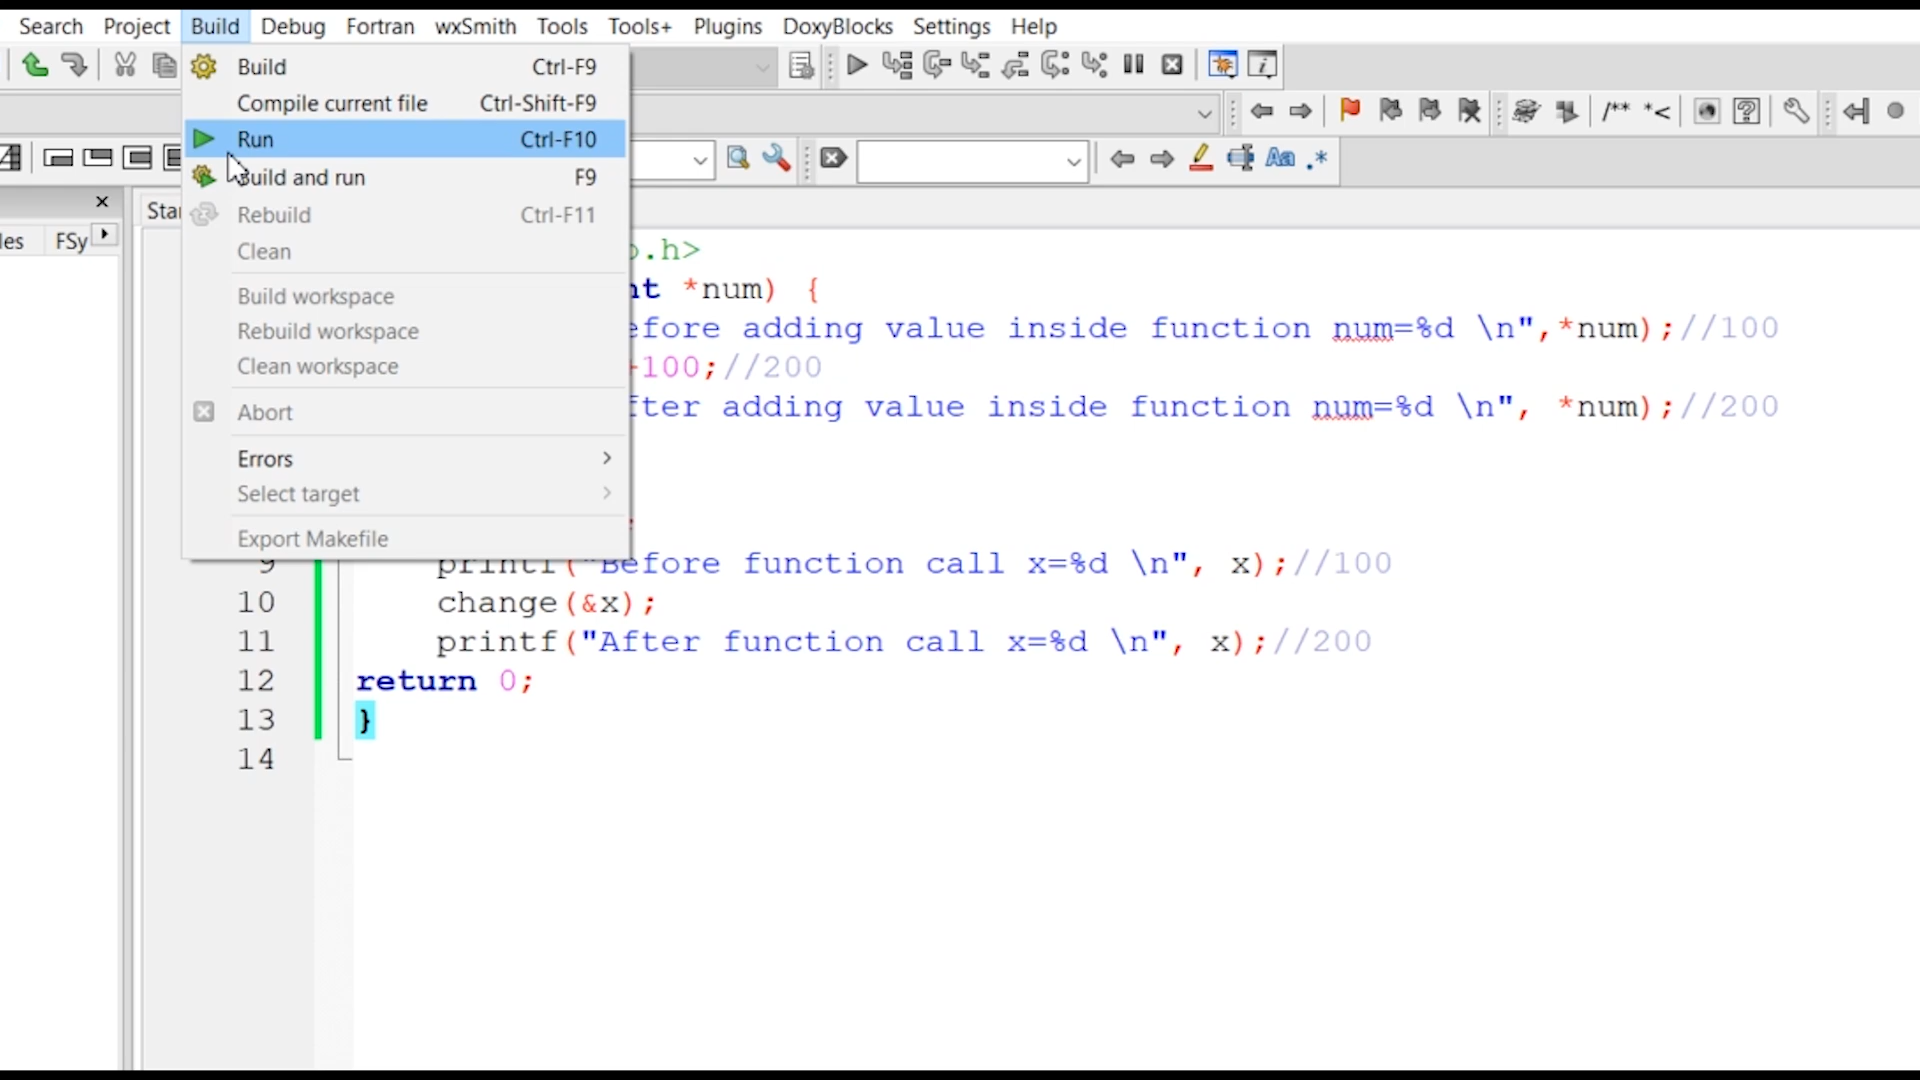 Search Project Build Debug Fortran wxSmith Tools Tools+ Plugins DoxyBlocks Settings Help
Build Ctrl-F9
Compile current file Ctrl-Shift-F9
Run Ctrl-F10
Build and run F9
Rebuild Ctrl-F11
Clean
Build workspace
Rebuild workspace
Clean workspace
Abort
Errors
Select target
Export Makefile
/** *<
Aa .*
Sta
les FSy
.h>
nt *num) {
efore adding value inside function num=%d \n",*num);//100
+100;//200
fter adding value inside function num=%d \n", *num);//200
9 printf("Before function call x=%d \n", x);//100
10 change(&x);
11 printf("After function call x=%d \n", x);//200
12 return 0;
13 }
14